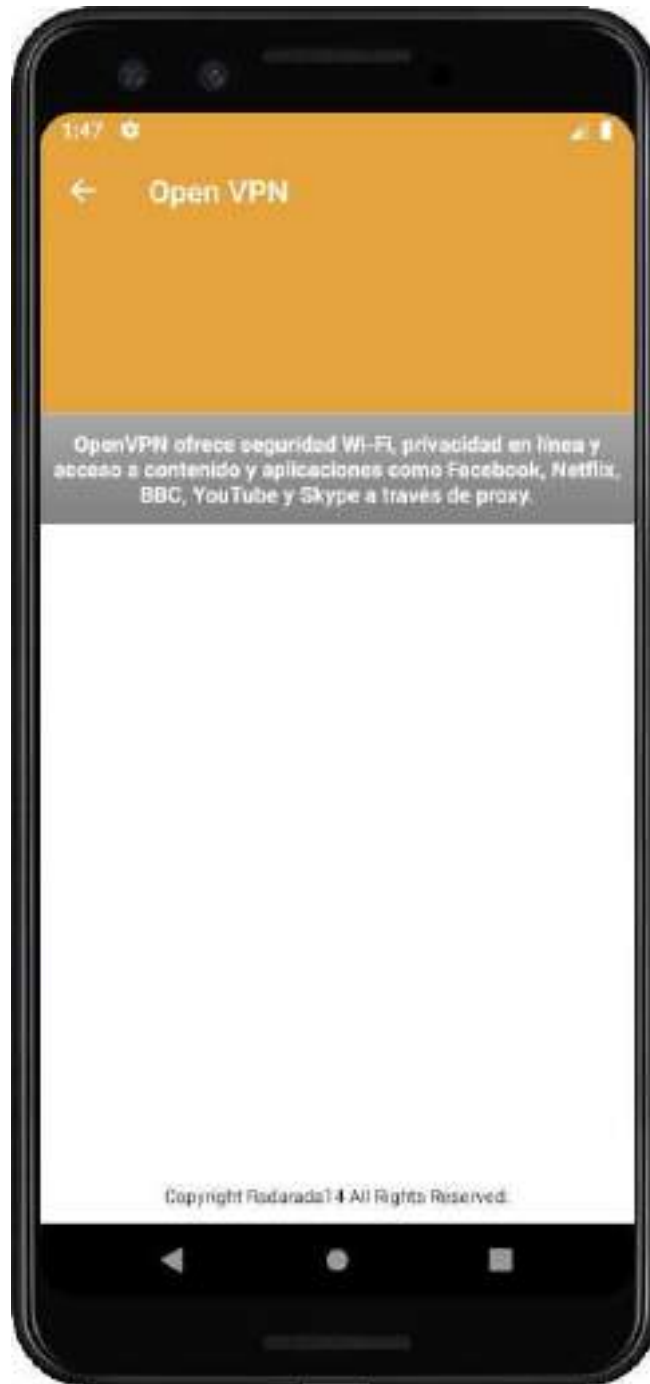 1:47
Open VPN
OpenVPN ofrece seguridad Wi-Fi, privacidad en línea y
acceso a contenido y aplicaciones como Facebook, Netflix,
BBC, YouTube y Skype a través de proxy.
Copyright Radarada14 All Rights Reserved.